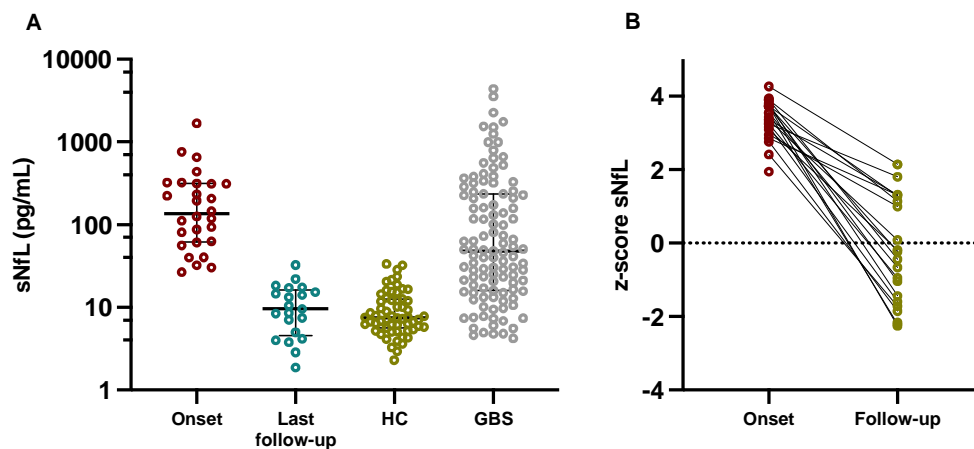 A
sNfL (pg/mL)
10000
1000
100
10
1
Onset
Last
follow-up
HC
GBS
B
z-score sNfL
4
2
0
-2
-4
Onset
Follow-up